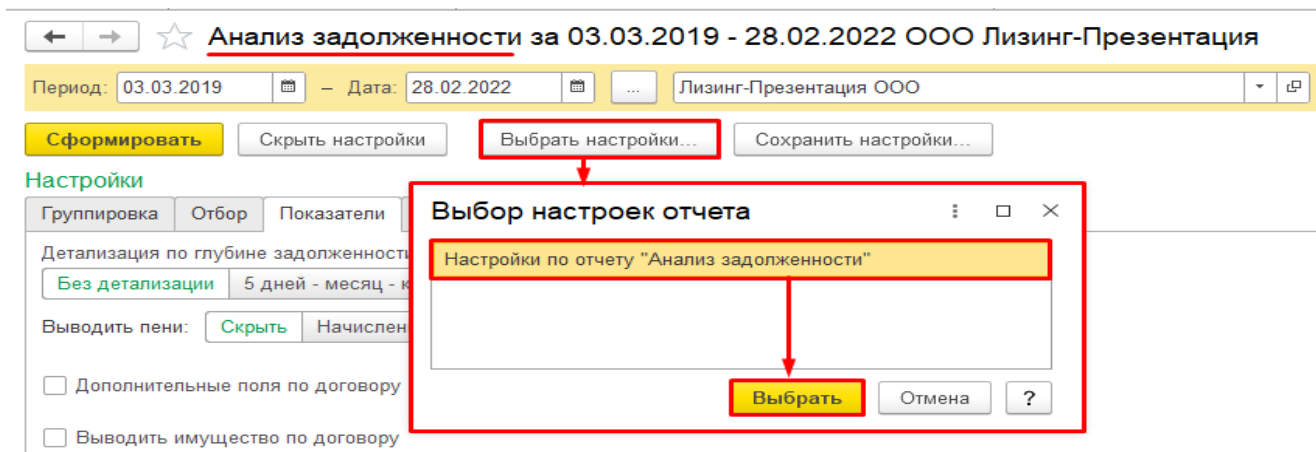 Анализ задолженности за 03.03.2019 - 28.02.2022 ООО Лизинг-Презентация
Период: 03.03.2019 – Дата: 28.02.2022 ... Лизинг-Презентация ООО
Сформировать Скрыть настройки Выбрать настройки... Сохранить настройки...
Настройки
Группировка Отбор Показатели
Выбор настроек отчета
Детализация по глубине задолженности
Настройки по отчету "Анализ задолженности"
Без детализации 5 дней - месяц - к
Выводить пени: Скрыть Начислен
Дополнительные поля по договору
Выбрать Отмена ?
Выводить имущество по договору